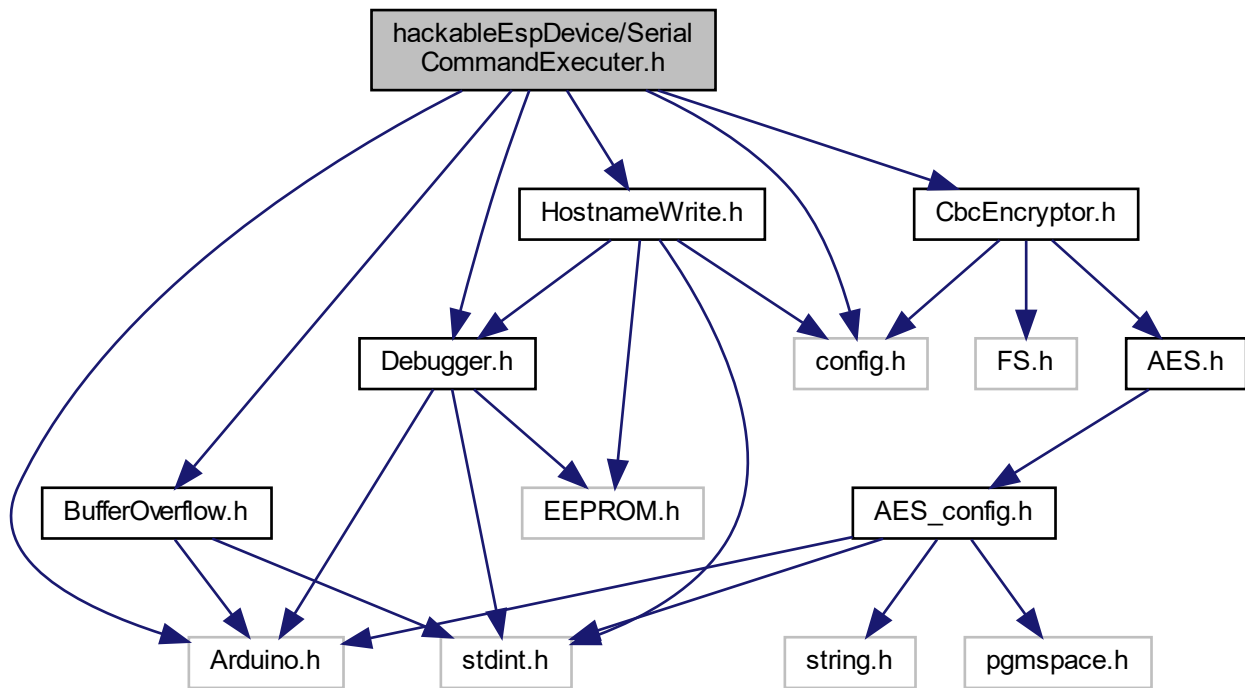 hackableEspDevice/Serial
CommandExecuter.h
HostnameWrite.h
CbcEncryptor.h
Debugger.h
config.h
FS.h
AES.h
BufferOverflow.h
EEPROM.h
AES_config.h
Arduino.h
stdint.h
string.h
pgmspace.h